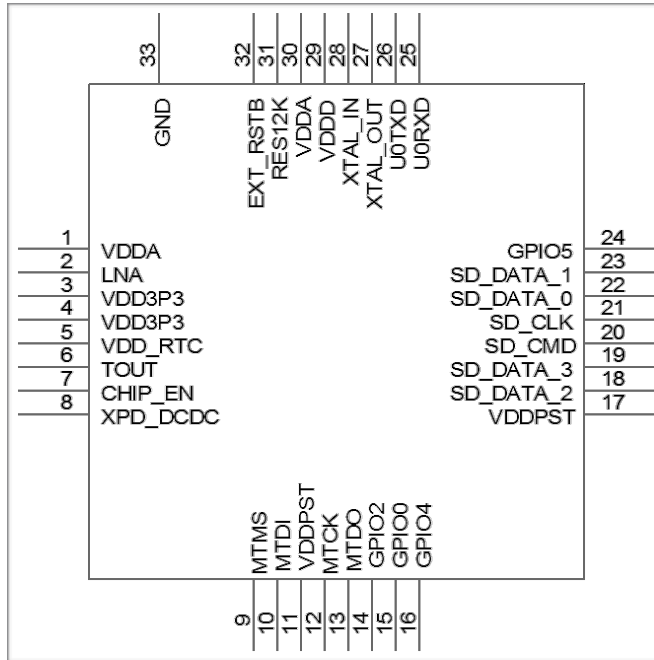 33 32 31 30 29 28 27 26 25
GND EXT_RSTB RES12K VDDA VDDD XTAL_IN XTAL_OUT U0TXD U0RXD
1 VDDA
2 LNA
3 VDD3P3
4 VDD3P3
5 VDD_RTC
6 TOUT
7 CHIP_EN
8 XPD_DCDC
GPIO5 24
SD_DATA_1 23
SD_DATA_0 22
SD_CLK 21
SD_CMD 20
SD_DATA_3 19
SD_DATA_2 18
VDDPST 17
MTMS MTDI VDDPST MTCK MTDO GPIO2 GPIO0 GPIO4
9 10 11 12 13 14 15 16